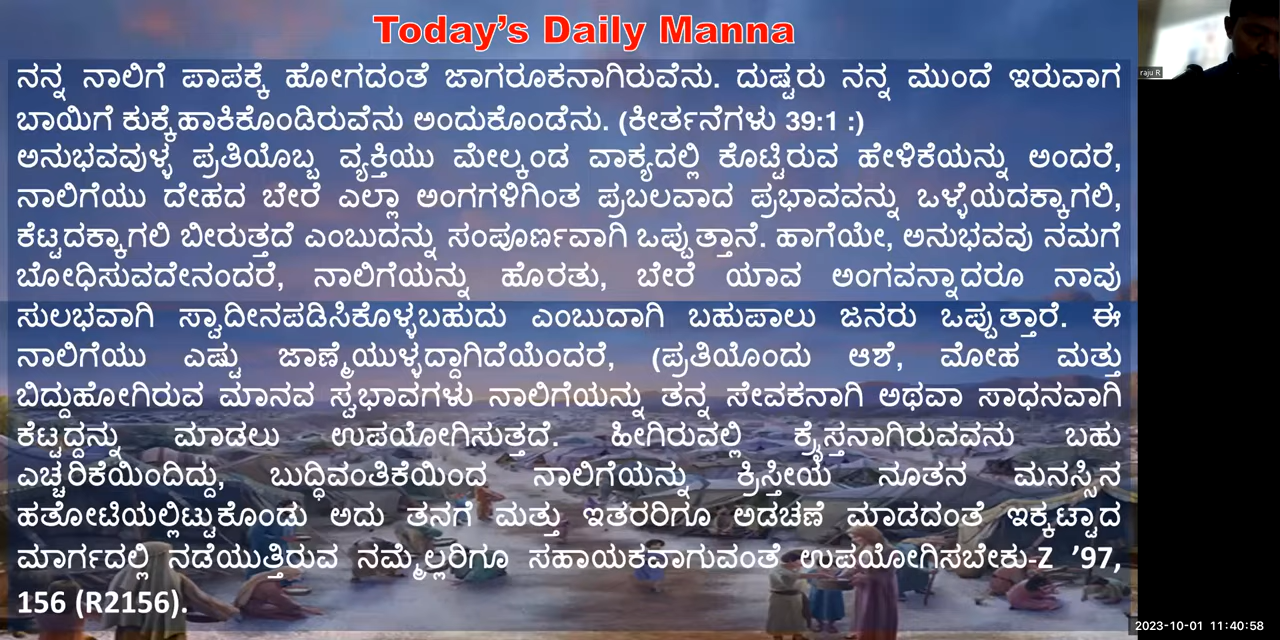 Today's Daily Manna
ನನ್ನ ನಾಲಿಗೆ ಪಾಪಕ್ಕೆ ಹೋಗದಂತೆ ಜಾಗರೂಕನಾಗಿರುವೆನು. ದುಷ್ಟರು ನನ್ನ ಮುಂದೆ ಇರುವಾಗ
ಬಾಯಿಗೆ ಕುಕ್ಕೆಹಾಕಿಕೊಂಡಿರುವೆನು ಅಂದುಕೊಂಡೆನು. (ಕೀರ್ತನೆಗಳು 39:1 :)
ಅನುಭವವುಳ್ಳ ಪ್ರತಿಯೊಬ್ಬ ವ್ಯಕ್ತಿಯು ಮೇಲ್ಕಂಡ ವಾಕ್ಯದಲ್ಲಿ ಕೊಟ್ಟಿರುವ ಹೇಳಿಕೆಯನ್ನು ಅಂದರೆ,
ನಾಲಿಗೆಯು ದೇಹದ ಬೇರೆ ಎಲ್ಲಾ ಅಂಗಗಳಿಗಿಂತ ಪ್ರಬಲವಾದ ಪ್ರಭಾವವನ್ನು ಒಳ್ಳೆಯದಕ್ಕಾಗಲಿ,
ಕೆಟ್ಟದಕ್ಕಾಗಲಿ ಬೀರುತ್ತದೆ ಎಂಬುದನ್ನು ಸಂಪೂರ್ಣವಾಗಿ ಒಪ್ಪುತ್ತಾನೆ. ಹಾಗೆಯೇ, ಅನುಭವವು ನಮಗೆ
ಬೋಧಿಸುವದೇನಂದರೆ, ನಾಲಿಗೆಯನ್ನು ಹೊರತು, ಬೇರೆ ಯಾವ ಅಂಗವನ್ನಾದರೂ ನಾವು
ಸುಲಭವಾಗಿ ಸ್ವಾದೀನಪಡಿಸಿಕೊಳ್ಳಬಹುದು ಎಂಬುದಾಗಿ ಬಹುಪಾಲು ಜನರು ಒಪ್ಪುತ್ತಾರೆ. ಈ
ನಾಲಿಗೆಯು ಎಷ್ಟು ಜಾಣ್ಮೆಯುಳ್ಳದ್ದಾಗಿದೆಯೆಂದರೆ, (ಪ್ರತಿಯೊಂದು ಆಶೆ, ಮೋಹ ಮತ್ತು
ಬಿದ್ದುಹೋಗಿರುವ ಮಾನವ ಸ್ವಭಾವಗಳು ನಾಲಿಗೆಯನ್ನು ತನ್ನ ಸೇವಕನಾಗಿ ಅಥವಾ ಸಾಧನವಾಗಿ
ಕೆಟ್ಟದ್ದನ್ನು ಮಾಡಲು ಉಪಯೋಗಿಸುತ್ತದೆ. ಹೀಗಿರುವಲ್ಲಿ ಕ್ರೈಸ್ತನಾಗಿರುವವನು ಬಹು
ಎಚ್ಚರಿಕೆಯಿಂದಿದ್ದು, ಬುದ್ಧಿವಂತಿಕೆಯಿಂದ ನಾಲಿಗೆಯನ್ನು ಕ್ರಿಸ್ತೀಯ ನೂತನ ಮನಸ್ಸಿನ
ಹತೋಟಿಯಲ್ಲಿಟ್ಟುಕೊಂಡು ಅದು ತನಗೆ ಮತ್ತು ಇತರರಿಗೂ ಅಡಚಣೆ ಮಾಡದಂತೆ ಇಕ್ಕಟ್ಟಾದ
ಮಾರ್ಗದಲ್ಲಿ ನಡೆಯುತ್ತಿರುವ ನಮ್ಮೆಲ್ಲರಿಗೂ ಸಹಾಯಕವಾಗುವಂತೆ ಉಪಯೋಗಿಸಬೇಕು-Z '97,
156 (R2156).
raju R
2023-10-01 11:40:58